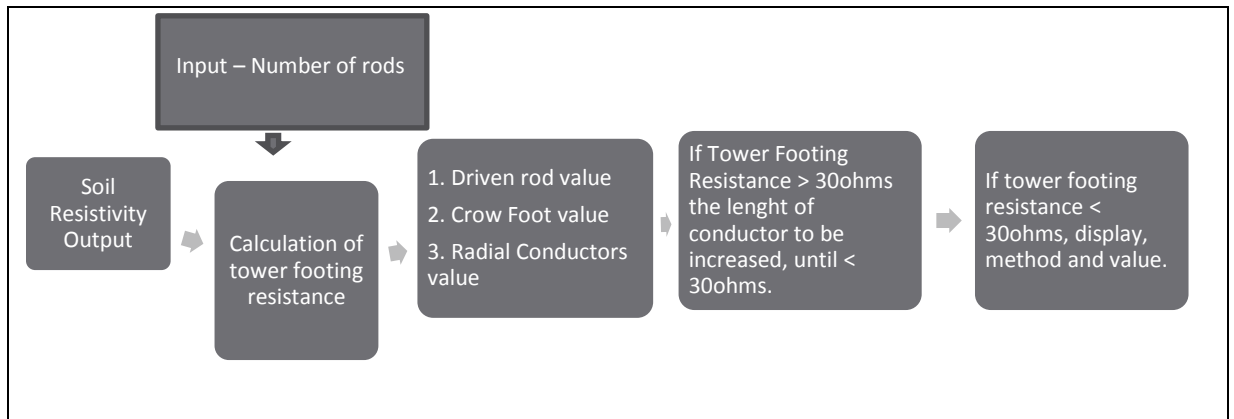 Input – Number of rods
Soil
Resistivity
Output
Calculation of
tower footing
resistance
1. Driven rod value
2. Crow Foot value
3. Radial Conductors
value
If Tower Footing
Resistance > 30ohms
the lenght of
conductor to be
increased, until <
30ohms.
If tower footing
resistance <
30ohms, display,
method and value.